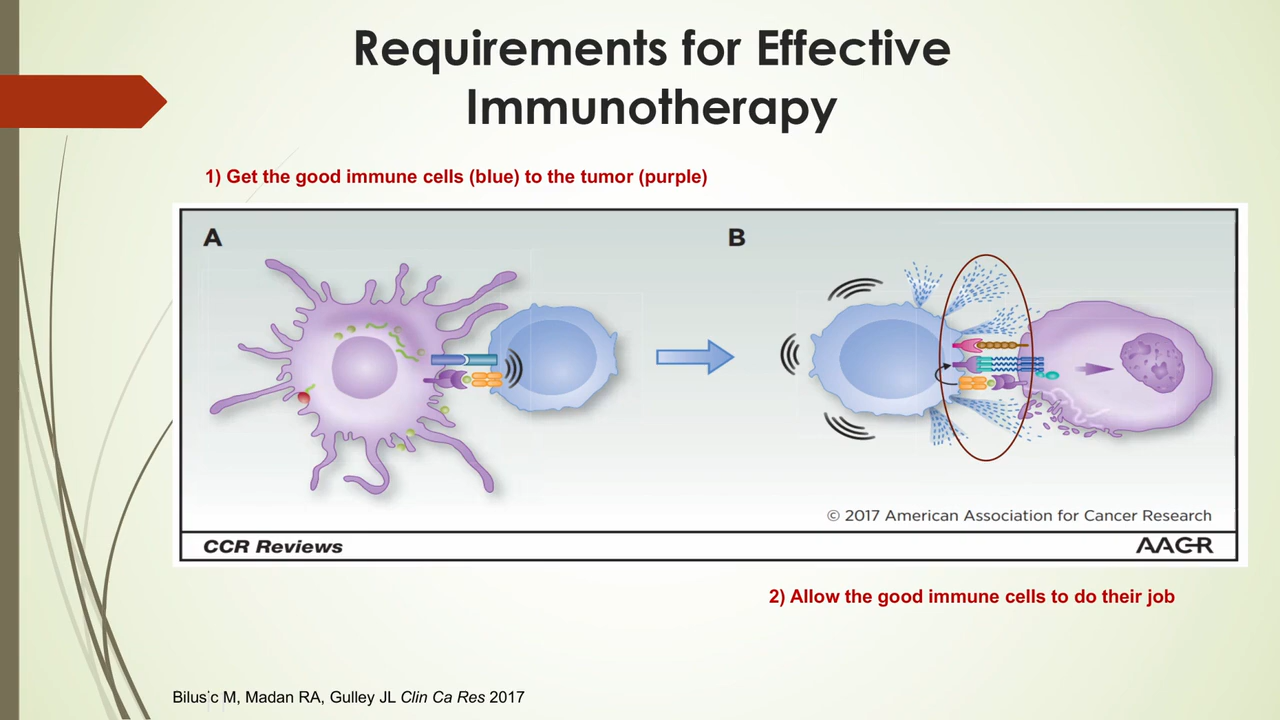 Requirements for Effective
Immunotherapy
1) Get the good immune cells (blue) to the tumor (purple)
A
B
© 2017 American Association for Cancer Research
CCR Reviews
AACR
2) Allow the good immune cells to do their job
Bilus ̇c M, Madan RA, Gulley JL Clin Ca Res 2017